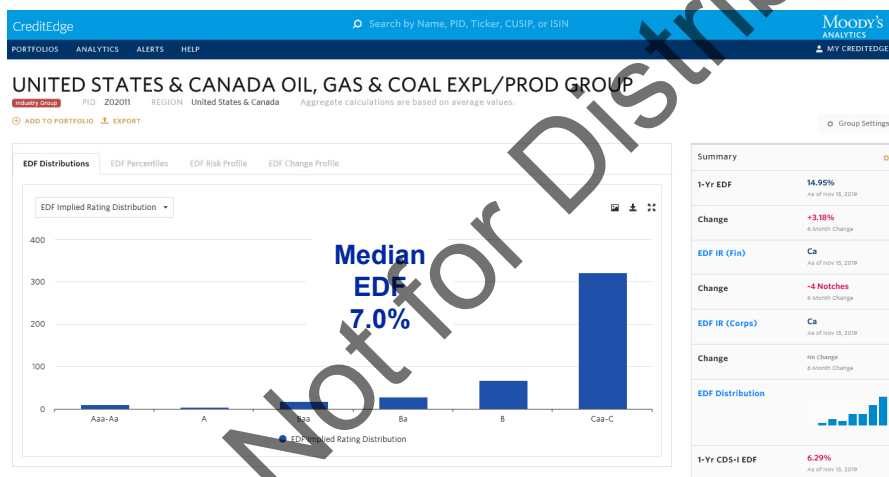 CreditEdge
Search by Name, PID, Ticker, CUSIP, or ISIN
MOODY'S
ANALYTICS
PORTFOLIOS ANALYTICS ALERTS HELP
MY CREDITEDGE
UNITED STATES & CANADA OIL, GAS & COAL EXPL/PROD GROUP
Industry Group PID Z02011 REGION United States & Canada Aggregate calculations are based on average values.
ADD TO PORTFOLIO EXPORT
Group Settings
EDF Distributions EDF Percentiles EDF Risk Profile EDF Change Profile
EDF Implied Rating Distribution
Median
EDF
7.0%
400
300
200
100
0
Aaa-Aa A Baa Ba B Caa-C
EDF Implied Rating Distribution
Summary
1-Yr EDF 14.95%
As of Nov 15, 2019
Change +3.18%
6 Month Change
EDF IR (Fin) Ca
As of Nov 15, 2019
Change -4 Notches
6 Month Change
EDF IR (Corps) Ca
As of Nov 15, 2019
Change No Change
6 Month Change
EDF Distribution
1-Yr CDS-I EDF 6.29%
As of Nov 15, 2019
Not for Distrib